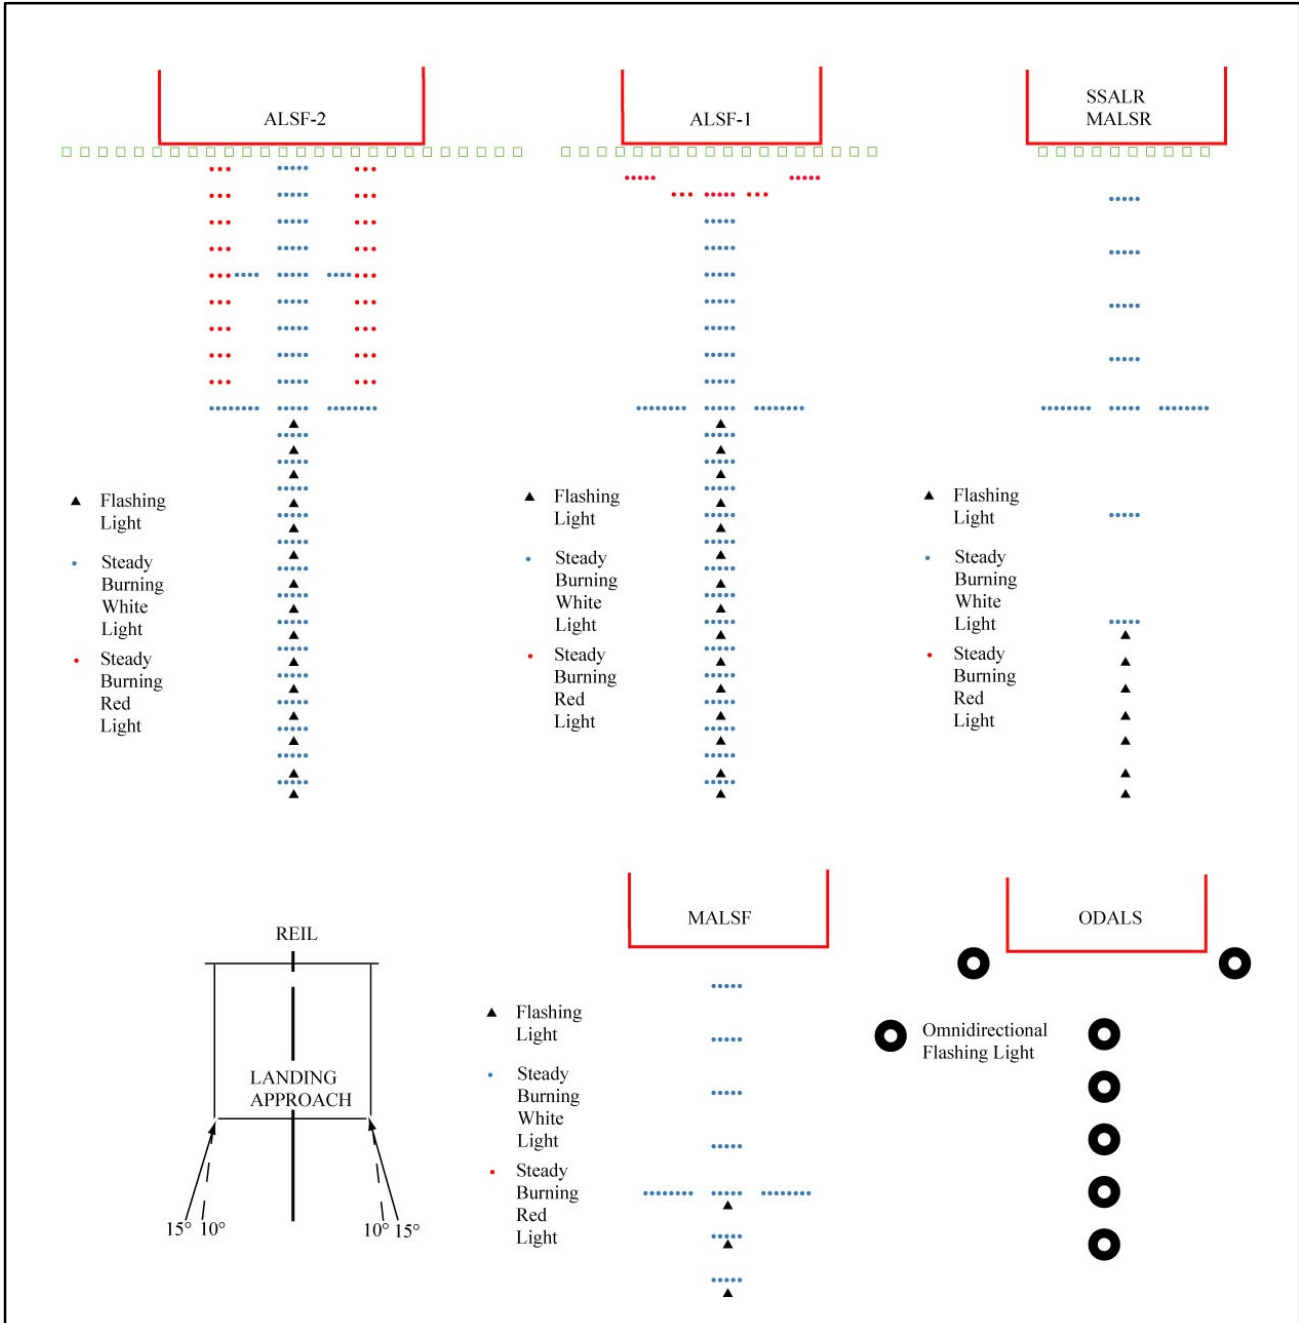 ALSF-2
Flashing
Light
Steady
Burning
White
Light
Steady
Burning
Red
Light
ALSF-1
Flashing
Light
Steady
Burning
White
Light
Steady
Burning
Red
Light
SSALR
MALSR
Flashing
Light
Steady
Burning
White
Light
Steady
Burning
Red
Light
REIL
LANDING
APPROACH
15° 10°
10° 15°
MALSF
Flashing
Light
Steady
Burning
White
Light
Steady
Burning
Red
Light
ODALS
Omnidirectional
Flashing Light